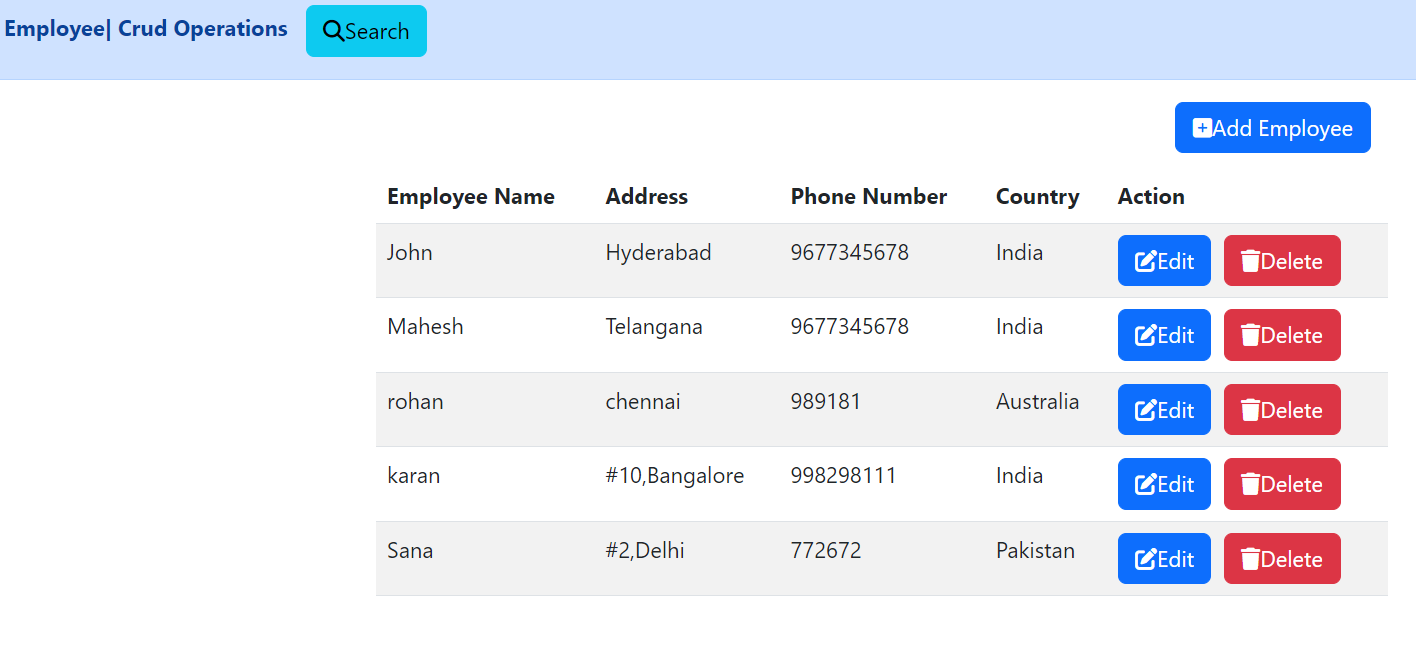 Employee| Crud Operations Search
Add Employee
Employee Name Address Phone Number Country Action
John Hyderabad 9677345678 India Edit Delete
Mahesh Telangana 9677345678 India Edit Delete
rohan chennai 989181 Australia Edit Delete
karan #10,Bangalore 998298111 India Edit Delete
Sana #2,Delhi 772672 Pakistan Edit Delete